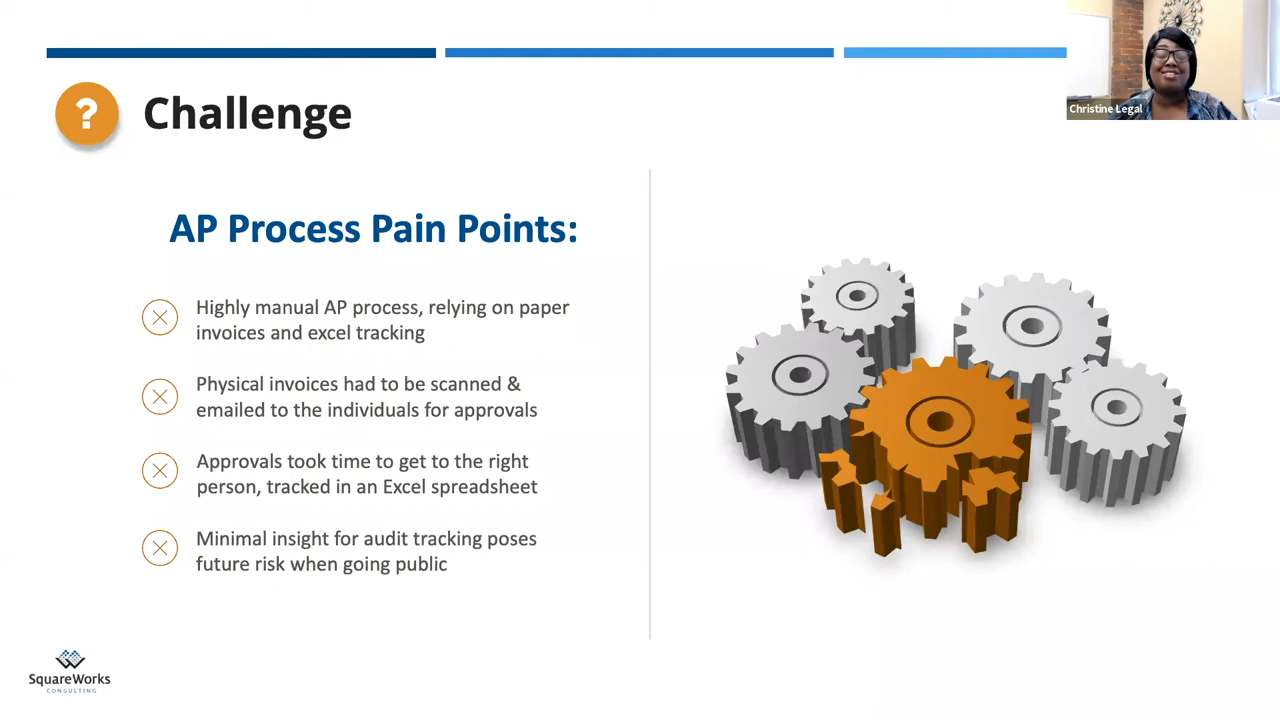 Christine Legal
?
Challenge
AP Process Pain Points:
Highly manual AP process, relying on paper
invoices and excel tracking
Physical invoices had to be scanned &
emailed to the individuals for approvals
Approvals took time to get to the right
person, tracked in an Excel spreadsheet
Minimal insight for audit tracking poses
future risk when going public
SquareWorks
CONSULTING